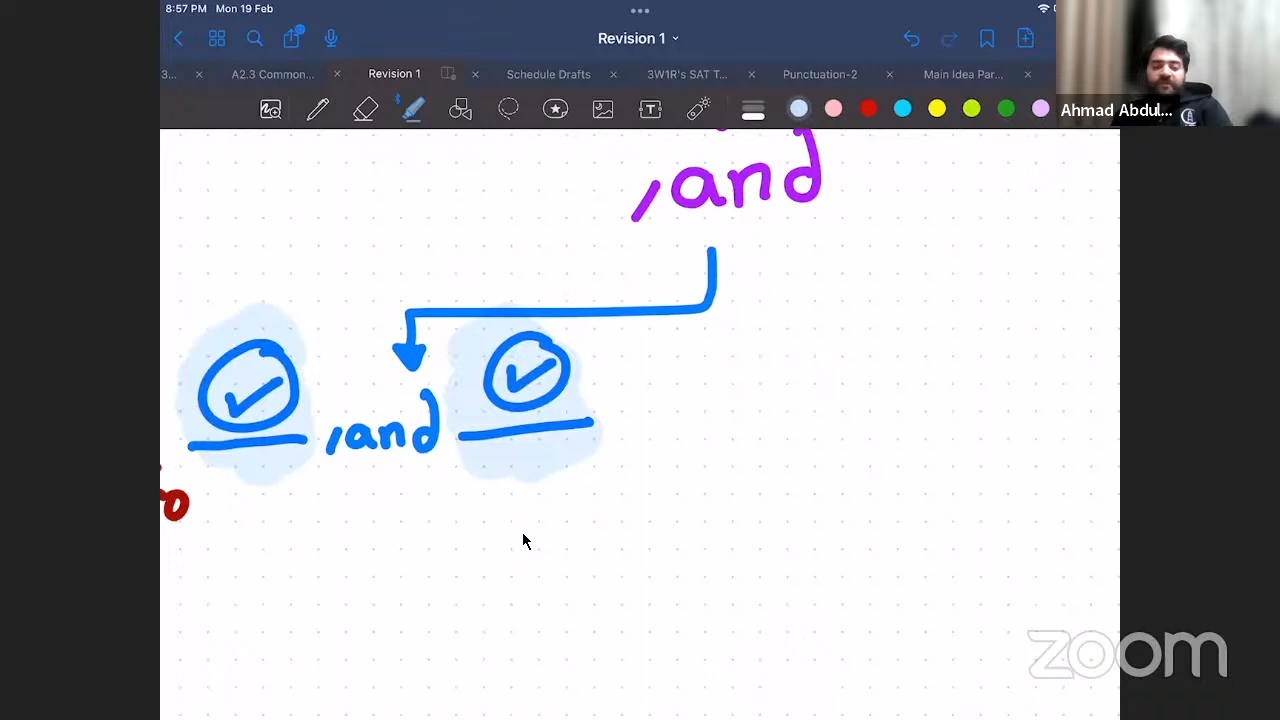 8:57 PM Mon 19 Feb
Revision 1
3... A2.3 Common... Revision 1 Schedule Drafts 3W1R's SAT T... Punctuation-2 Main Idea Par...
T
Ahmad Abdul...
,and
,and
zoom